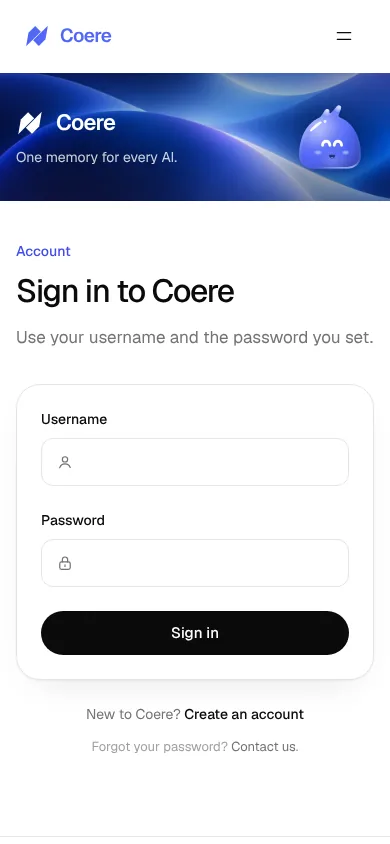 Coere
Coere
One memory for every AI.
Account
Sign in to Coere
Use your username and the password you set.
Username
Password
Sign in
New to Coere? Create an account
Forgot your password? Contact us.